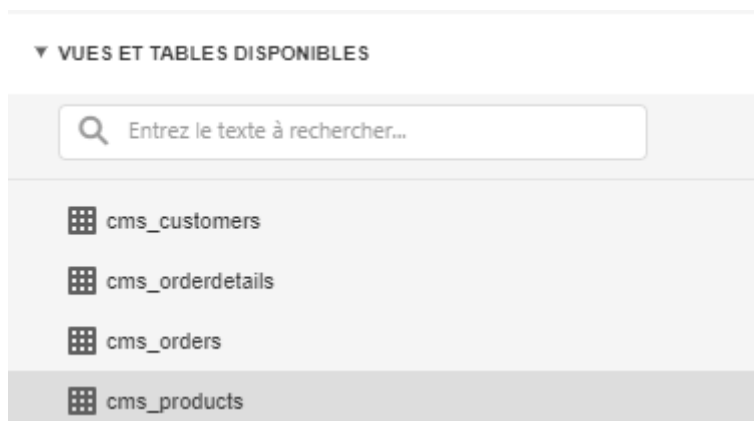 VUES ET TABLES DISPONIBLES
Entrez le texte à rechercher...
cms_customers
cms_orderdetails
cms_orders
cms_products